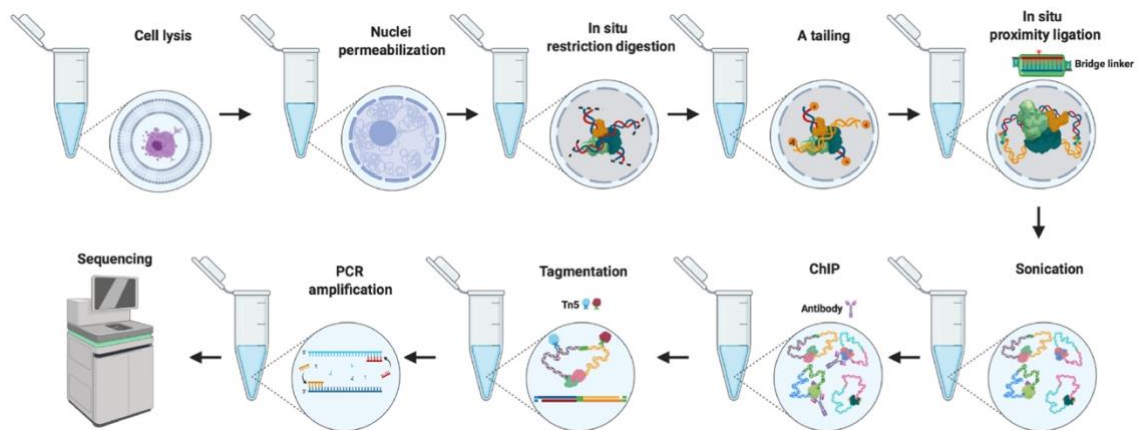 Cell lysis
Nuclei
permeabilization
In situ
restriction digestion
A tailing
In situ
proximity ligation
Bridge linker
Sequencing
PCR
amplification
Tagmentation
Tn5
ChIP
Antibody
Sonication